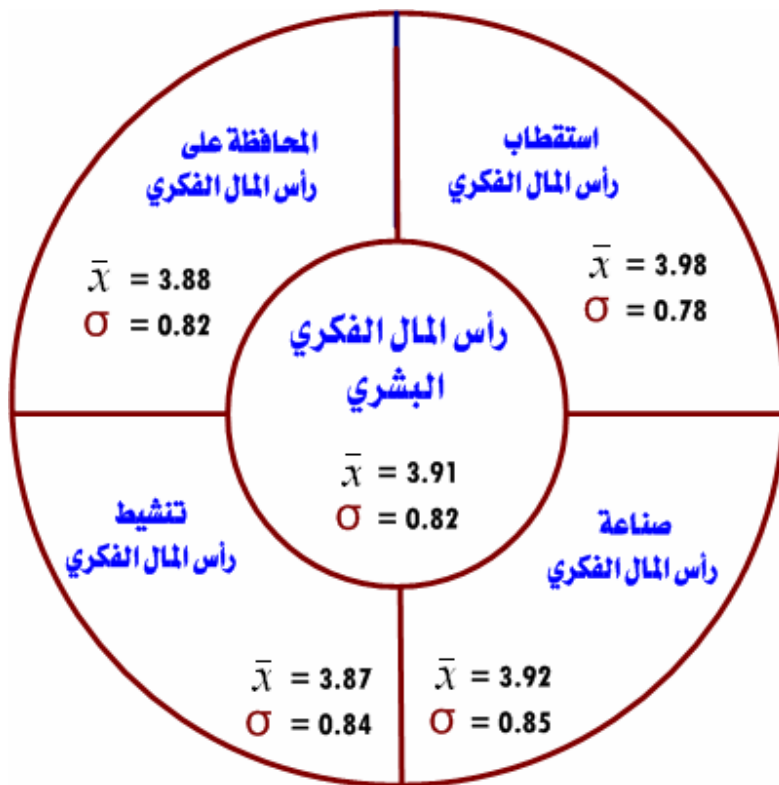 استقطاب
رأس المال الفكري
x̄ = 3.98
σ = 0.78
المحافظة على
رأس المال الفكري
x̄ = 3.88
σ = 0.82
رأس المال الفكري
البشري
x̄ = 3.91
σ = 0.82
صناعة
رأس المال الفكري
x̄ = 3.92
σ = 0.85
تنشيط
رأس المال الفكري
x̄ = 3.87
σ = 0.84